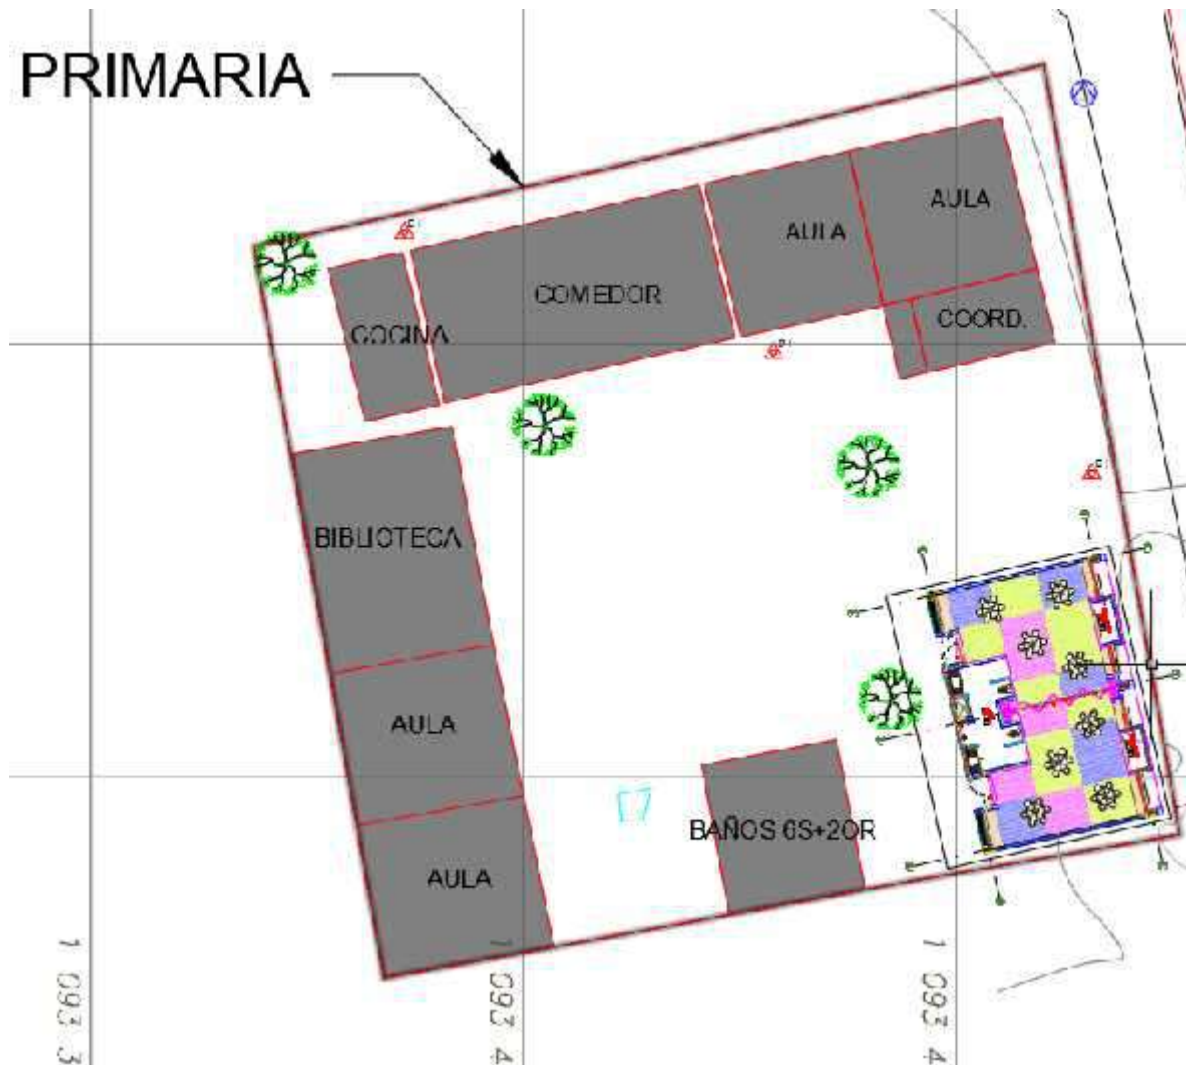 PRIMARIA
AULA
AULA
COMEDOR
COORD.
COCINA
BIBLIOTECA
AULA
BAÑOS 6S+2OR
AULA
1 093 3
1 093 4
1 093 4